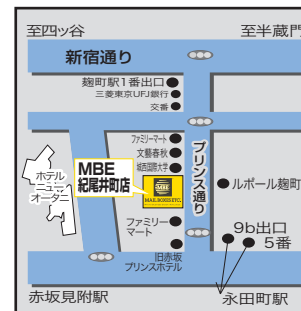 至四ッ谷
至半蔵門
新宿通り
麹町駅1番出口
三菱東京UFJ銀行
交番
ファミリーマート
文藝春秋
城西国際大学
プリンス通り
MBE
紀尾井町店
MAIL BOXES ETC.
ホテル
ニュー
オータニ
ルポール麹町
ファミリー
マート
9b出口
5番
旧赤坂
プリンスホテル
赤坂見附駅
永田町駅